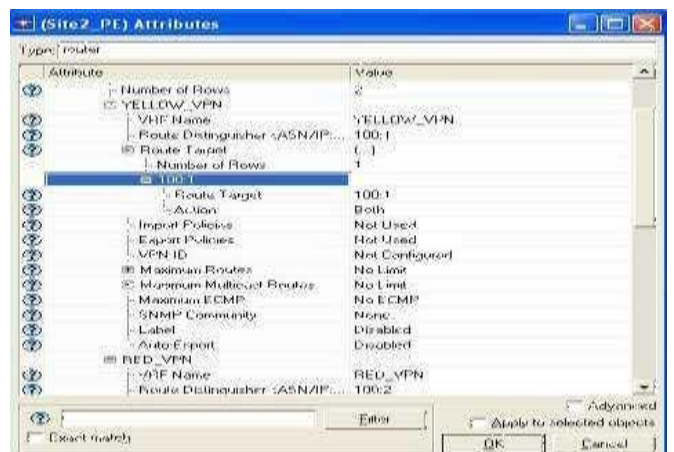 (Site2_PE) Attributes
Type: router
Attribute Value
Number of Rows 2
YELLOW_VPN
VRF Name YELLOW_VPN
Route Distinguisher (ASN/IP:... 100:1
Route Target (...)
Number of Rows 1
100:1
Route Target 100:1
Action Both
Import Policies Not Used
Export Policies Not Used
VPN ID Not Configured
Maximum Routes No Limit
Maximum Multicast Routes No Limit
Maximum ECMP No ECMP
SNMP Community None
Label Disabled
Auto-Export Disabled
RED_VPN
VRF Name RED_VPN
Route Distinguisher (ASN/IP:... 100:2
Advanced
Filter Apply to selected objects
Exact match
OK Cancel